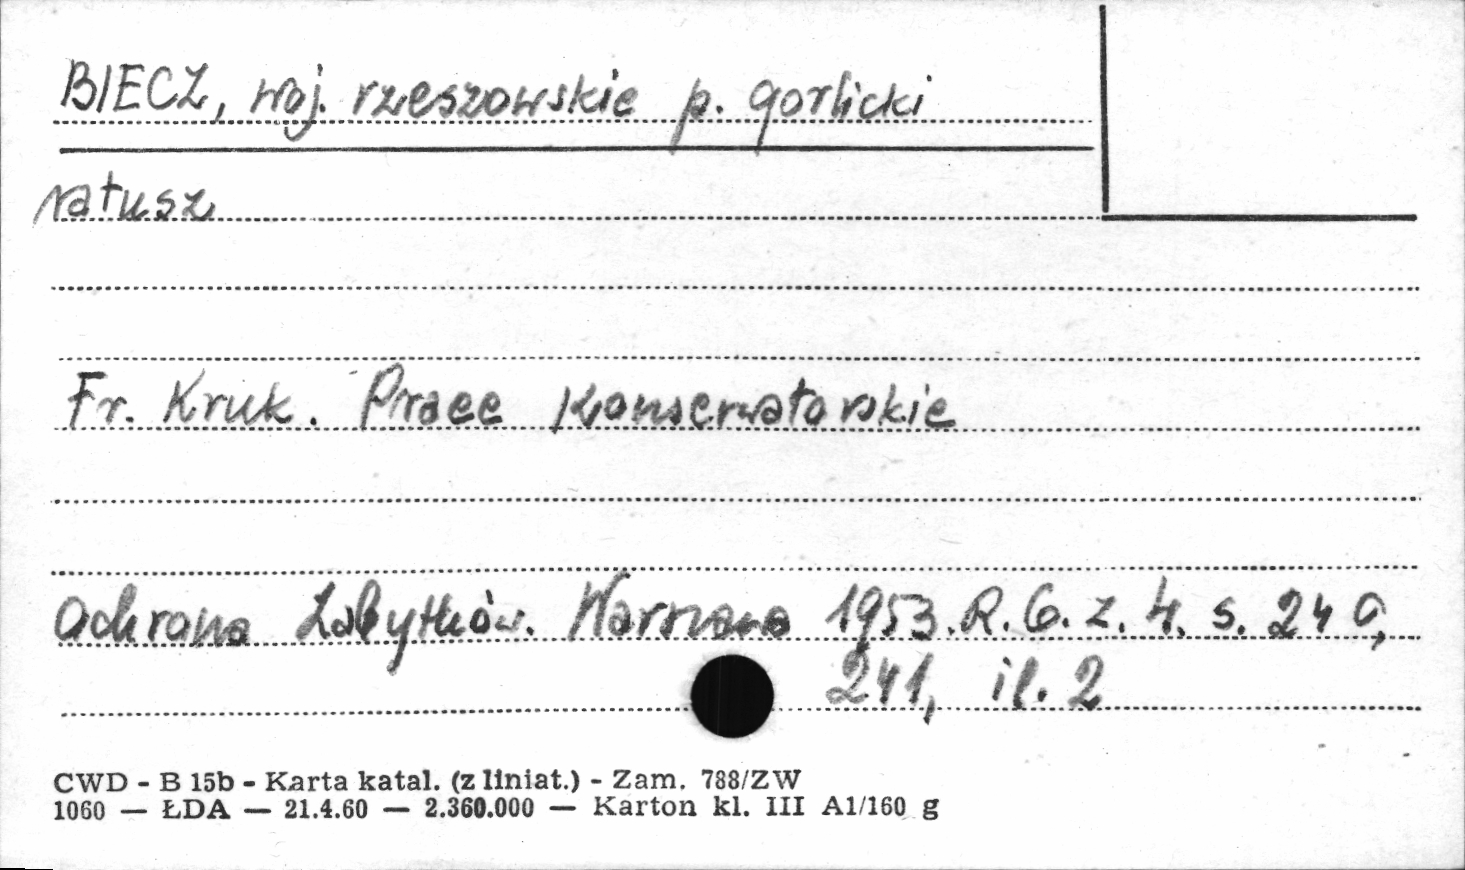 BIECZ, woj. rzeszowskie p. gorlicki
ratusz
Fr. Kruk. Prace Konserwatorskie
Ochrona Zabytków. Warszawa 1953. R. 6. z. 4. s. 240,
241, il. 2
CWD - B 15b - Karta katal. (z liniat.) - Zam. 788/ZW
1060 — ŁDA — 21.4.60 — 2.360.000 — Karton kl. III A1/160 g